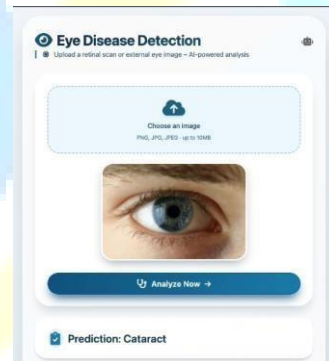 Eye Disease Detection
Upload a retinal scan or external eye image – AI-powered analysis
Choose an image
PNG, JPG, JPEG · up to 10MB
Analyze Now →
Prediction: Cataract